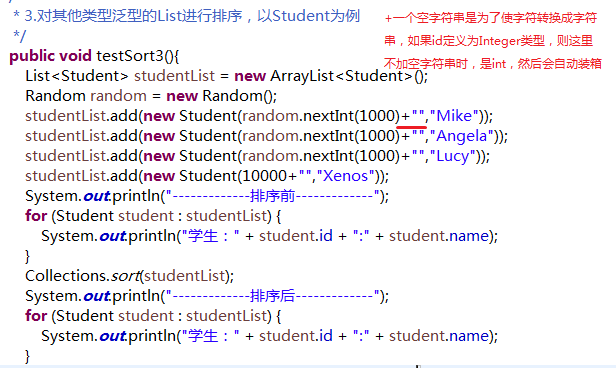 */
* 3.对其他类型泛型的List进行排序，以Student为例
*/
public void testSort3(){
List<Student> studentList = new ArrayList<Student>();
Random random = new Random();
studentList.add(new Student(random.nextInt(1000)+"","Mike"));
studentList.add(new Student(random.nextInt(1000)+"","Angela"));
studentList.add(new Student(random.nextInt(1000)+"","Lucy"));
studentList.add(new Student(10000+"","Xenos"));
System.out.println("-------------排序前-------------");
for (Student student : studentList) {
System.out.println("学生：" + student.id + ":" + student.name);
}
Collections.sort(studentList);
System.out.println("-------------排序后-------------");
for (Student student : studentList) {
System.out.println("学生：" + student.id + ":" + student.name);
}
+一个空字符串是为了使字符转换成字符
串，如果id定义为Integer类型，则这里
不加空字符串时，是int，然后会自动装箱